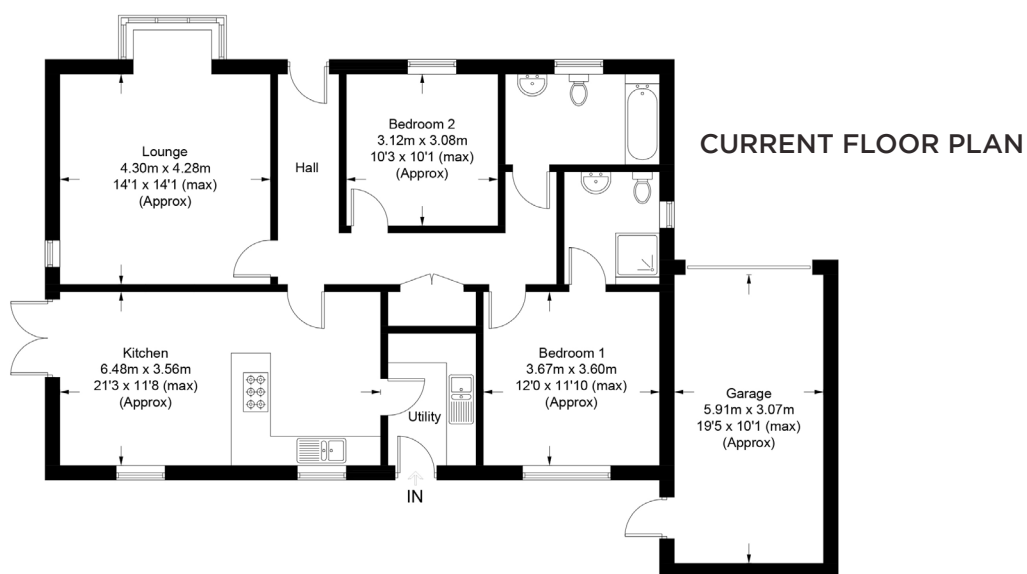 CURRENT FLOOR PLAN
Lounge
4.30m x 4.28m
14'1 x 14'1 (max)
(Approx)
Hall
Bedroom 2
3.12m x 3.08m
10'3 x 10'1 (max)
(Approx)
Kitchen
6.48m x 3.56m
21'3 x 11'8 (max)
(Approx)
Utility
IN
Bedroom 1
3.67m x 3.60m
12'0 x 11'10 (max)
(Approx)
Garage
5.91m x 3.07m
19'5 x 10'1 (max)
(Approx)